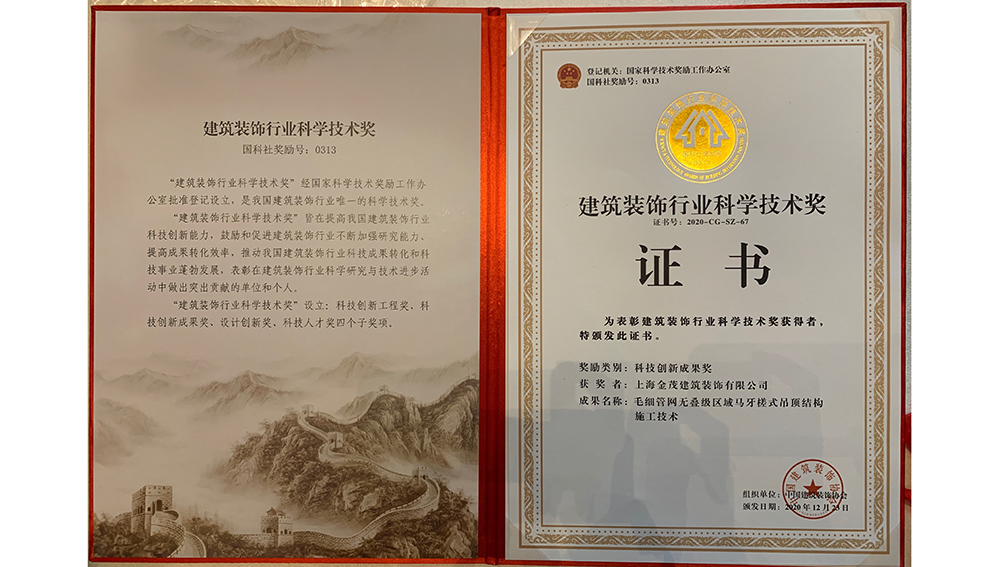 建筑装饰行业科学技术奖
国科社奖励号：0313
“建筑装饰行业科学技术奖”经国家科学技术奖励工作办
公室批准登记设立，是我国建筑装饰行业唯一的科学技术奖。
“建筑装饰行业科学技术奖”旨在提高我国建筑装饰行业
科技创新能力，鼓励和促进建筑装饰行业不断加强研究能力、
提高成果转化效率，推动我国建筑装饰行业科技成果转化和科
技事业蓬勃发展，表彰在建筑装饰行业科学研究与技术进步活
动中做出突出贡献的单位和个人。
“建筑装饰行业科学技术奖”设立：科技创新工程奖、科
技创新成果奖、设计创新奖、科技人才奖四个子奖项。
登记机关：国家科学技术奖励工作办公室
国科社奖励号：0313
建筑装饰行业科学技术奖
证书号：2020-CG-SZ-67
证 书
为表彰建筑装饰行业科学技术奖获得者，
特颁发此证书。
奖励类别：科技创新成果奖
获 奖 者：上海金茂建筑装饰有限公司
成果名称：毛细管网无叠级区域马牙槎式吊顶结构
施工技术
组织单位：中国建筑装饰协会
颁发日期：2020年12月23日